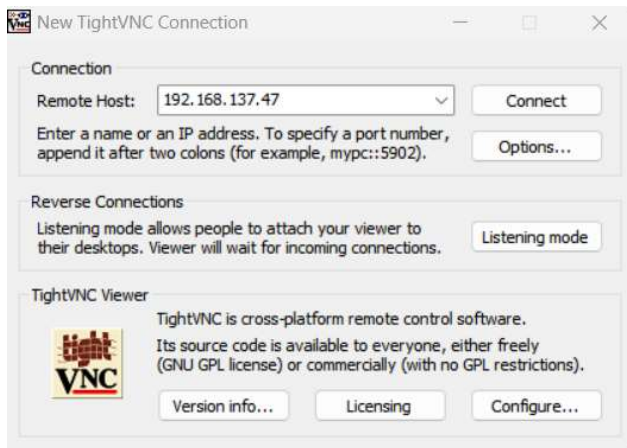 New TightVNC Connection
Connection
Remote Host: 192.168.137.47 Connect
Enter a name or an IP address. To specify a port number,
append it after two colons (for example, mypc::5902).
Options...
Reverse Connections
Listening mode allows people to attach your viewer to
their desktops. Viewer will wait for incoming connections.
Listening mode
TightVNC Viewer
TightVNC is cross-platform remote control software.
Its source code is available to everyone, either freely
(GNU GPL license) or commercially (with no GPL restrictions).
tight
VNC
Version info... Licensing Configure...